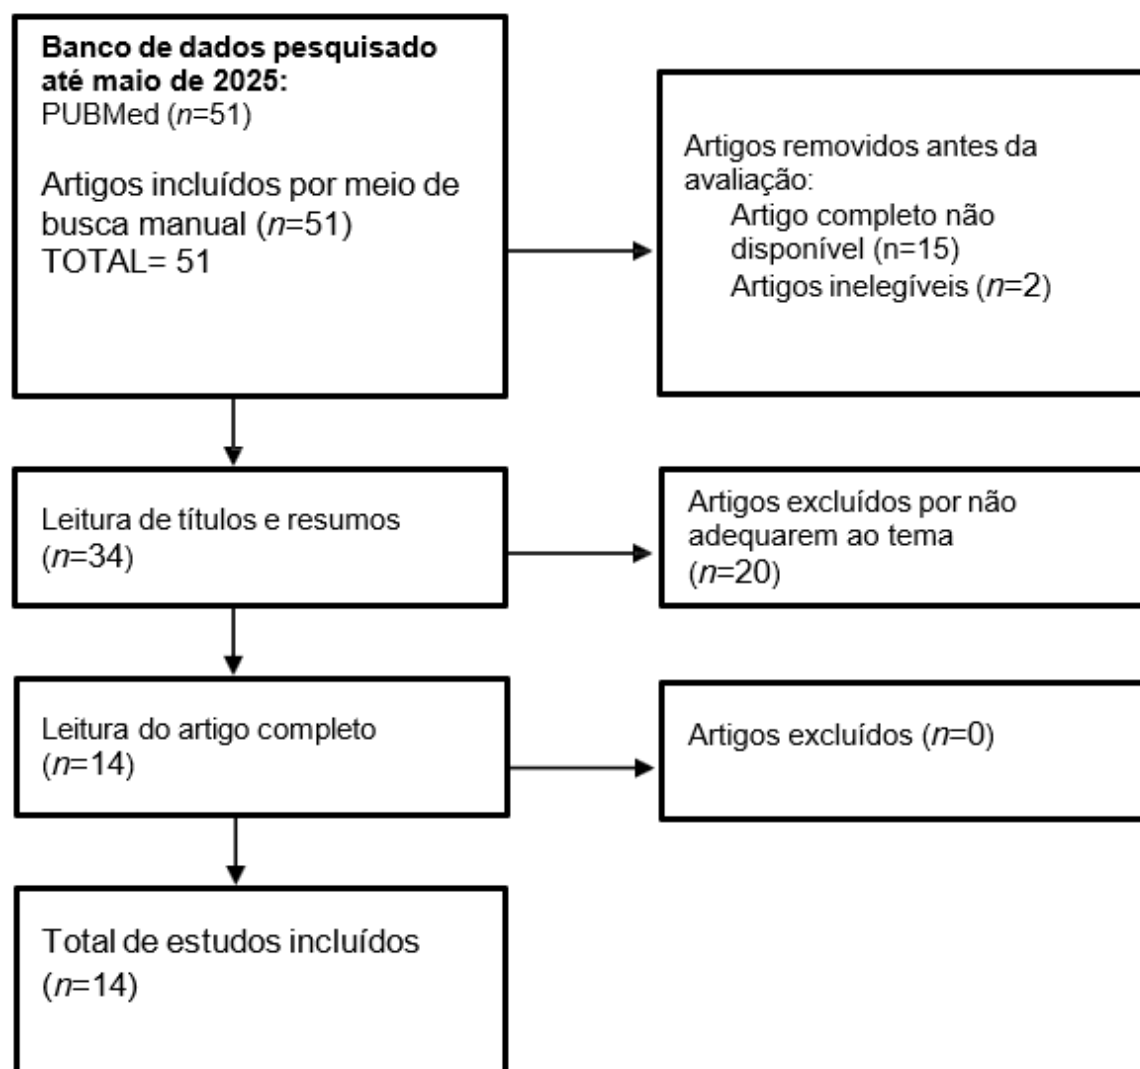 Banco de dados pesquisado
até maio de 2025:
PUBMed (n=51)
Artigos incluídos por meio de
busca manual (n=51)
TOTAL= 51
Artigos removidos antes da
avaliação:
Artigo completo não
disponível (n=15)
Artigos inelegíveis (n=2)
Leitura de títulos e resumos
(n=34)
Artigos excluídos por não
adequarem ao tema
(n=20)
Leitura do artigo completo
(n=14)
Artigos excluídos (n=0)
Total de estudos incluídos
(n=14)